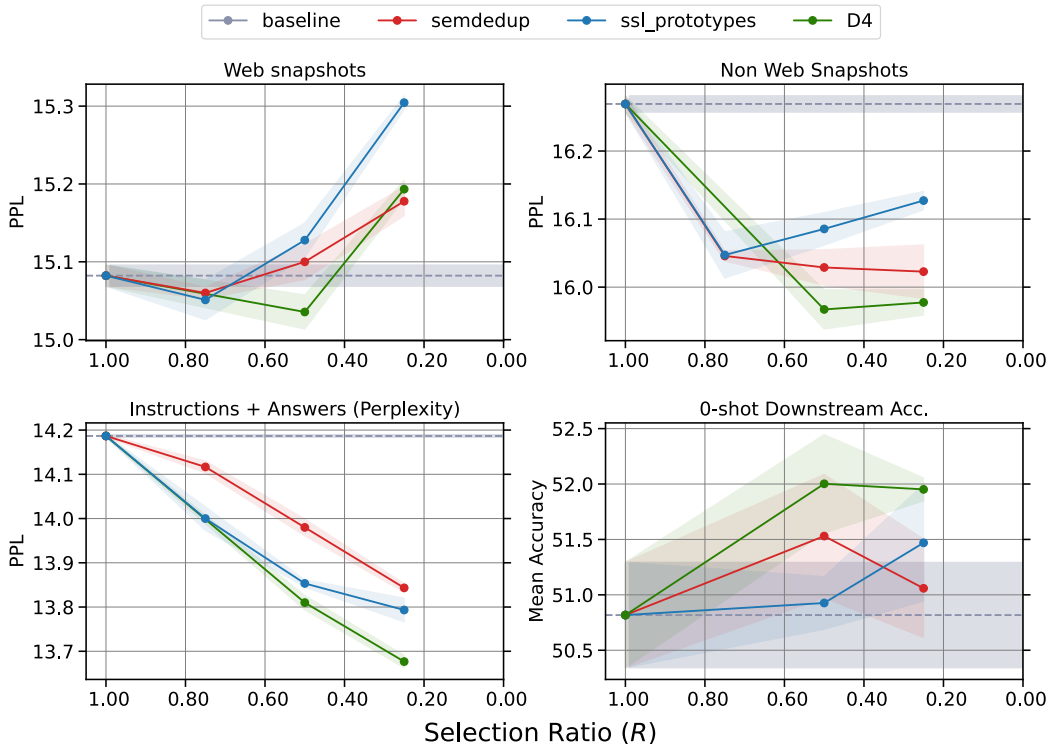 baseline semdedup ssl_prototypes D4
Web snapshots
PPL
15.3
15.2
15.1
15.0
1.00 0.80 0.60 0.40 0.20 0.00
Non Web Snapshots
PPL
16.2
16.1
16.0
1.00 0.80 0.60 0.40 0.20 0.00
Instructions + Answers (Perplexity)
PPL
14.2
14.1
14.0
13.9
13.8
13.7
1.00 0.80 0.60 0.40 0.20 0.00
0-shot Downstream Acc.
Mean Accuracy
52.5
52.0
51.5
51.0
50.5
1.00 0.80 0.60 0.40 0.20 0.00
Selection Ratio (R)